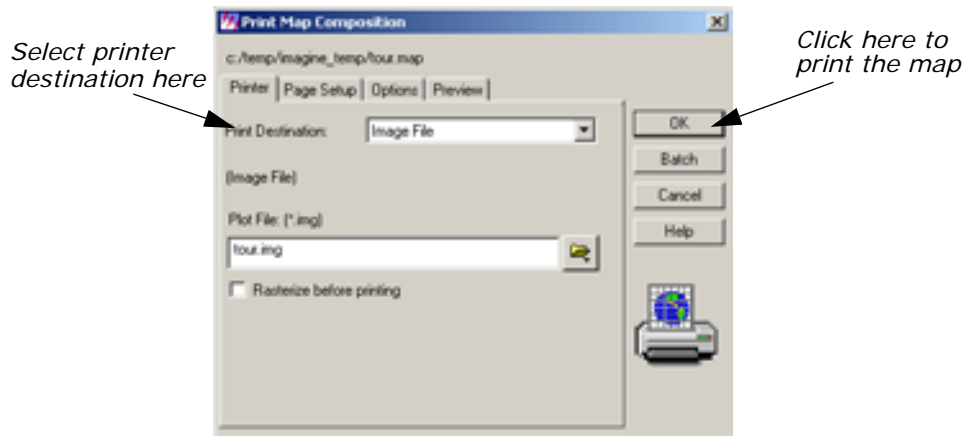 Print Map Composition
Select printer
destination here
Click here to
print the map
c:/temp/imagine_temp/tour.map
Printer Page Setup Options Preview
Print Destination: Image File
OK
Batch
(Image File)
Cancel
Plot File: (*.img)
Help
tour.img
Rasterize before printing